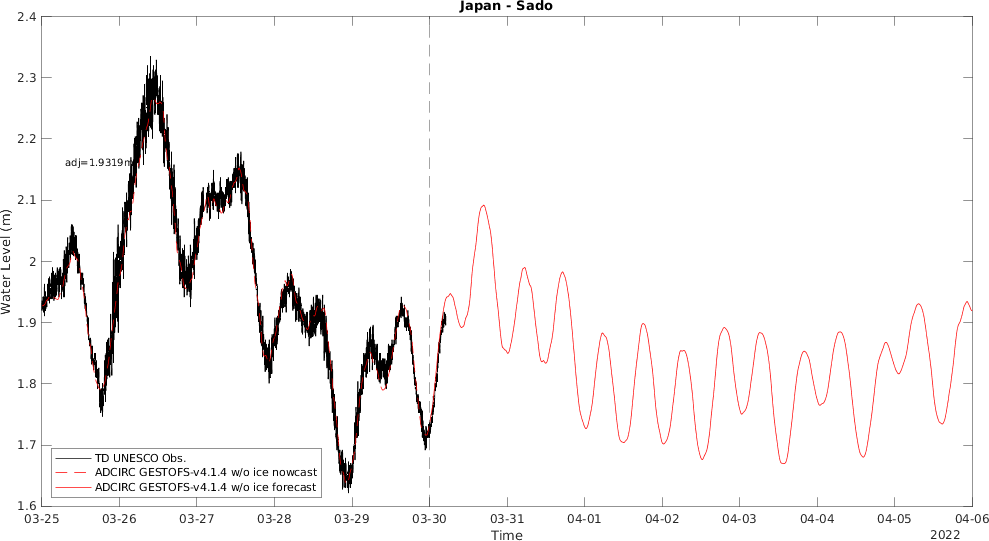 Japan - Sado
2.4
2.3
2.2
2.1
2
1.9
1.8
1.7
1.6
Water Level (m)
adj=1.9319m
TD UNESCO Obs.
ADCIRC GESTOFS-v4.1.4 w/o ice nowcast
ADCIRC GESTOFS-v4.1.4 w/o ice forecast
03-25 03-26 03-27 03-28 03-29 03-30 03-31 04-01 04-02 04-03 04-04 04-05 04-06
Time
2022